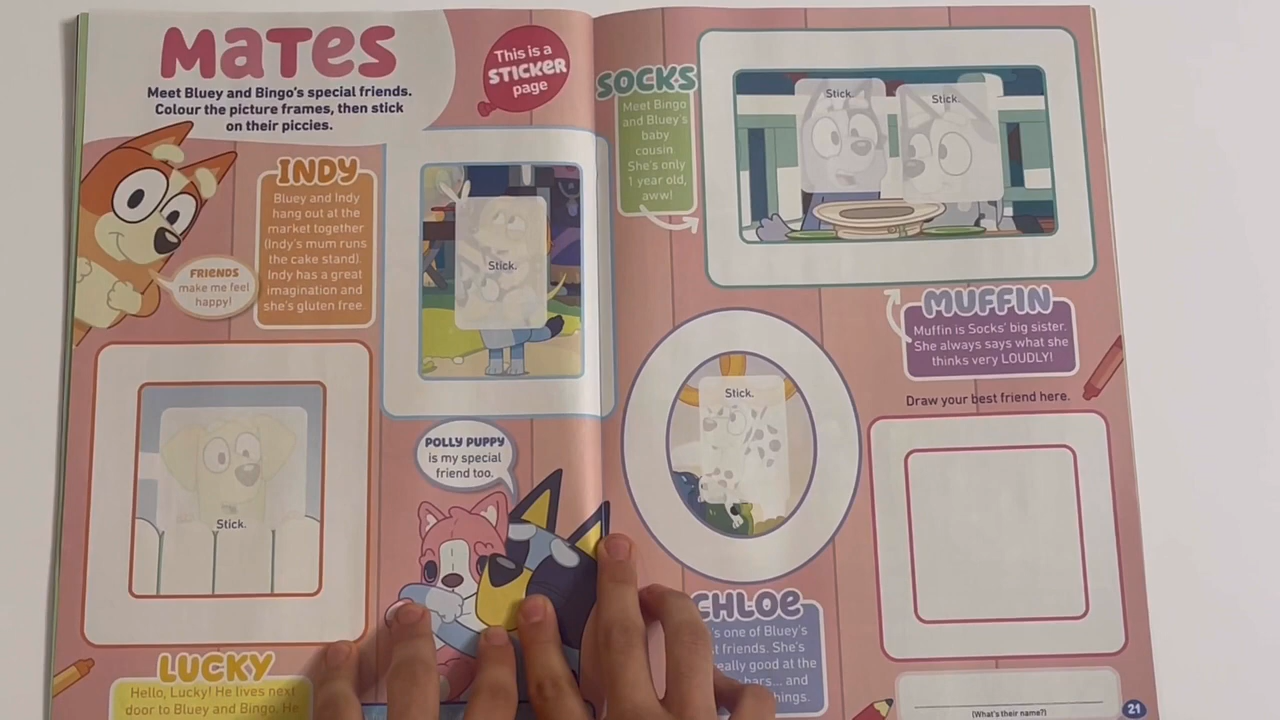 MATES
Meet Bluey and Bingo's special friends.
Colour the picture frames, then stick
on their piccies.
This is a
STICKER
page
INDY
Bluey and Indy
hang out at the
market together
(Indy's mum runs
the cake stand).
Indy has a great
imagination and
she's gluten free.
FRIENDS
make me feel
happy!
Stick.
Stick.
LUCKY
Hello, Lucky! He lives next
door to Bluey and Bingo. He
POLLY PUPPY
is my special
friend too.
SOCKS
Meet Bingo
and Bluey's
baby
cousin
She's only
1 year old,
aww!
Stick.
Stick.
MUFFIN
Muffin is Socks' big sister.
She always says what she
thinks very LOUDLY!
Stick.
CHLOE
's one of Bluey's
friends. She's
really good at the
bars... and
Draw your best friend here.
(What's their name?)
21